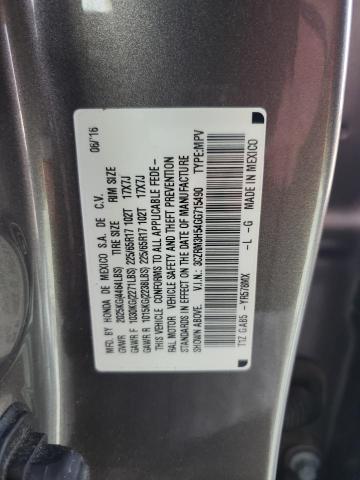 MFD. BY HONDA DE MEXICO S.A. DE C.V. 06/'16
GVWR 2025KG(4464LBS) TIRE SIZE RIM SIZE
GAWR F 1030KG(2271LBS) 225/65R17 102T 17X7J
GAWR R 1015KG(2238LBS) 225/65R17 102T 17X7J
THIS VEHICLE CONFORMS TO ALL APPLICABLE FEDE-
RAL MOTOR VEHICLE SAFETY AND THEFT PREVENTION
STANDARDS IN EFFECT ON THE DATE OF MANUFACTURE
SHOWN ABOVE. V.I.N.: 3CZRM3H54GG715490 TYPE:MPV
T1Z GAB5 - YR578MX -L -G MADE IN MEXICO